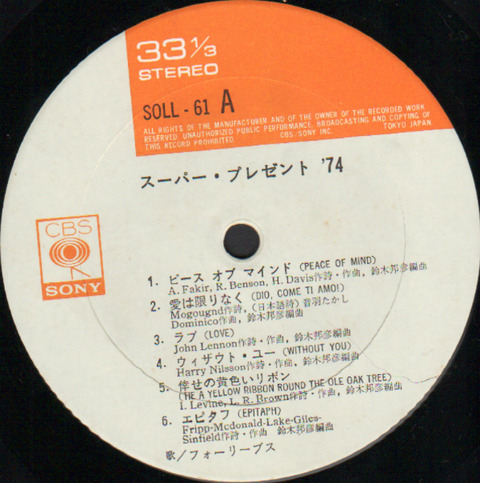 33 1/3
STEREO
SOLL-61 A
ALL RIGHTS OF THE MANUFACTURER AND OF THE OWNER OF THE RECORDED WORK
RESERVED. UNAUTHORIZED PUBLIC PERFORMANCE, BROADCASTING AND COPYING OF
THIS RECORD PROHIBITED. CBS/SONY INC. TOKYO JAPAN
スーパー・プレゼント '74
CBS
SONY
1. ピース オブ マインド (PEACE OF MIND)
A. Fakir, R. Benson, H. Davis作詩・作曲, 鈴木邦彦編曲
2. 愛は限りなく (DIO, COME TI AMO!)
Mogougnd作詩,〈日本語詩〉音羽たかし
Dominico作曲, 鈴木邦彦編曲
3. ラブ (LOVE)
John Lennon作詩・作曲, 鈴木邦彦編曲
4. ウィザウト・ユー (WITHOUT YOU)
Harry Nilsson作詩・作曲, 鈴木邦彦編曲
5. 倖せの黄色いリボン
(THE A YELLOW RIBBON ROUND THE OLE OAK TREE)
I. Levine, L. R. Brown作詩・作曲, 鈴木邦彦編曲
6. エピタフ (EPITAPH)
Fripp-Mcdonald-Lake-Giles-
Sinfield作詩・作曲 鈴木邦彦編曲
歌/フォーリーブス